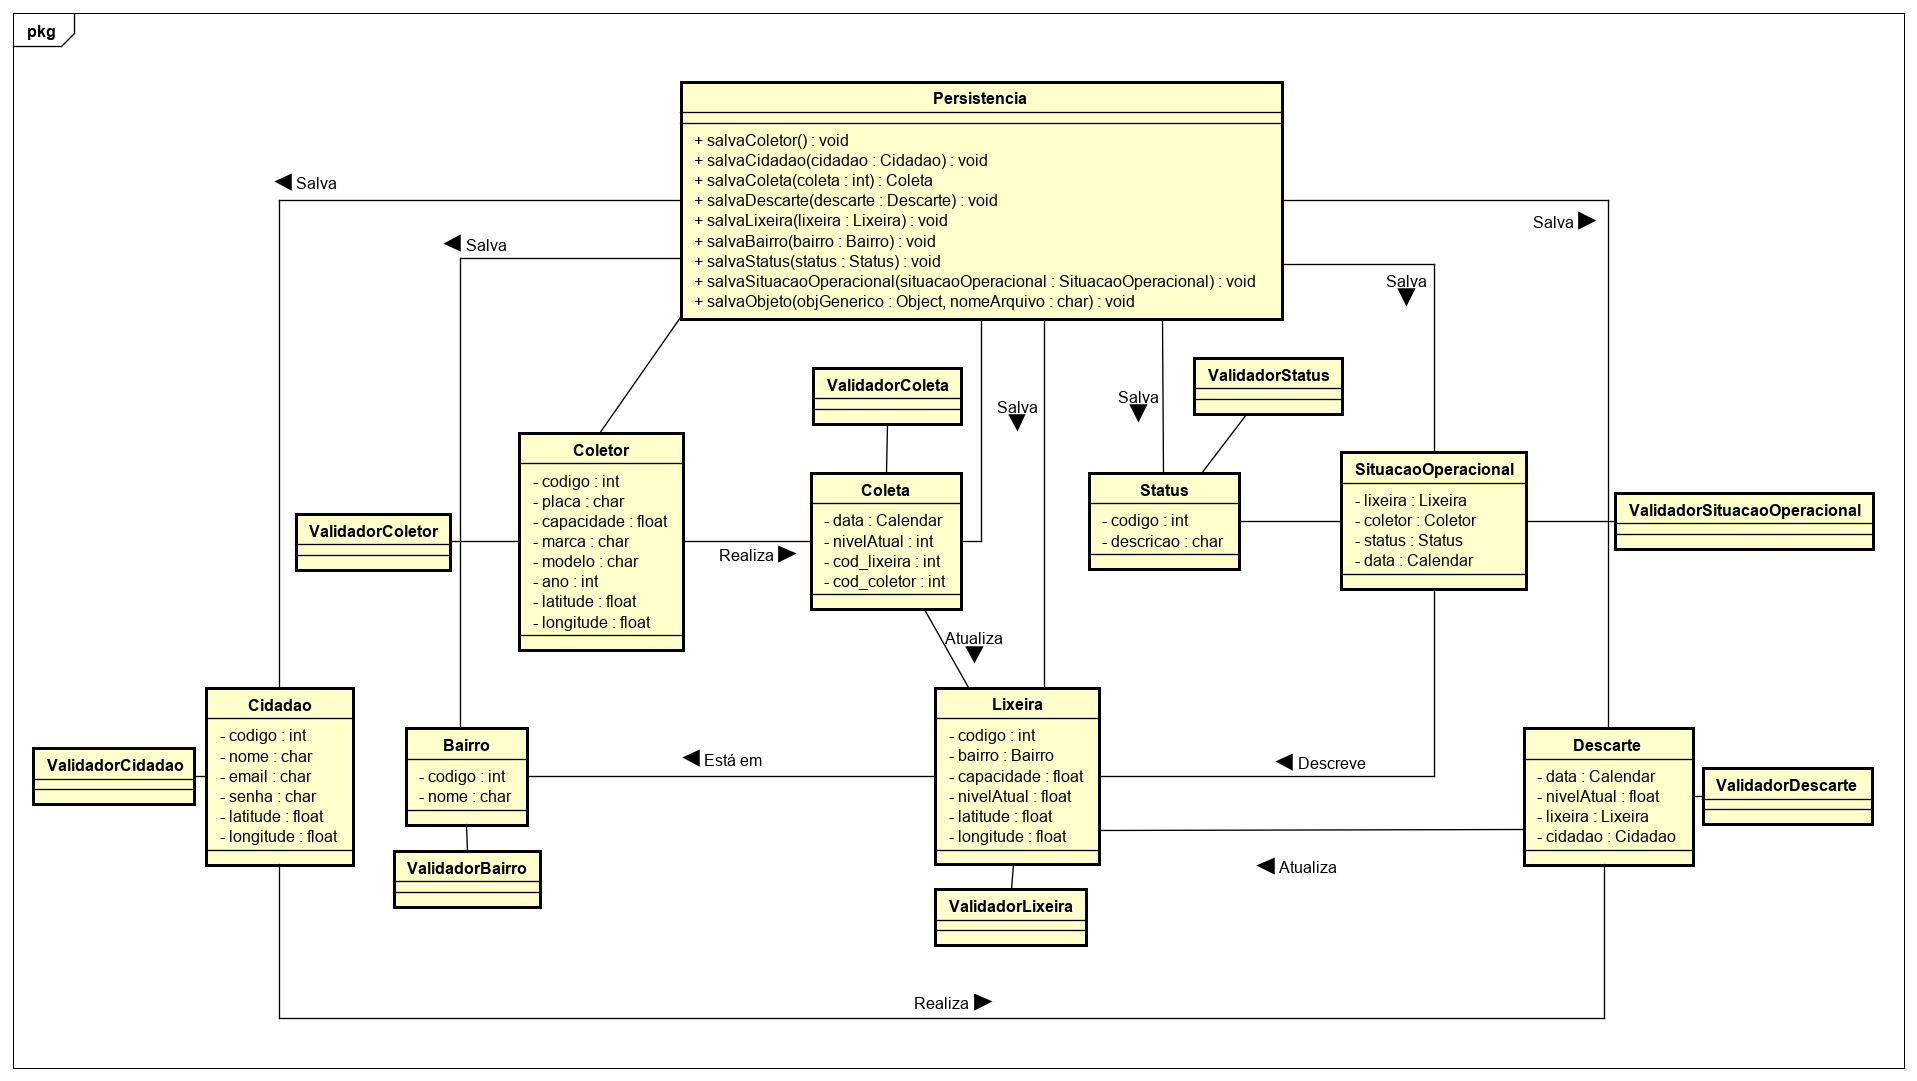 pkg
Persistencia
+ salvaColetor() : void
+ salvaCidadao(cidadao : Cidadao) : void
+ salvaColeta(coleta : int) : Coleta
+ salvaDescarte(descarte : Descarte) : void
+ salvaLixeira(lixeira : Lixeira) : void
+ salvaBairro(bairro : Bairro) : void
+ salvaStatus(status : Status) : void
+ salvaSituacaoOperacional(situacaoOperacional : SituacaoOperacional) : void
+ salvaObjeto(objGenerico : Object, nomeArquivo : char) : void
Salva
Salva
Salva
Salva
Salva
Salva
ValidadorColeta
ValidadorStatus
Coletor
- codigo : int
- placa : char
- capacidade : float
- marca : char
- modelo : char
- ano : int
- latitude : float
- longitude : float
ValidadorColetor
Realiza
Coleta
- data : Calendar
- nivelAtual : int
- cod_lixeira : int
- cod_coletor : int
Status
- codigo : int
- descricao : char
SituacaoOperacional
- lixeira : Lixeira
- coletor : Coletor
- status : Status
- data : Calendar
ValidadorSituacaoOperacional
Atualiza
Cidadao
- codigo : int
- nome : char
- email : char
- senha : char
- latitude : float
- longitude : float
ValidadorCidadao
Bairro
- codigo : int
- nome : char
ValidadorBairro
Está em
Lixeira
- codigo : int
- bairro : Bairro
- capacidade : float
- nivelAtual : float
- latitude : float
- longitude : float
ValidadorLixeira
Descreve
Atualiza
Descarte
- data : Calendar
- nivelAtual : float
- lixeira : Lixeira
- cidadao : Cidadao
ValidadorDescarte
Realiza